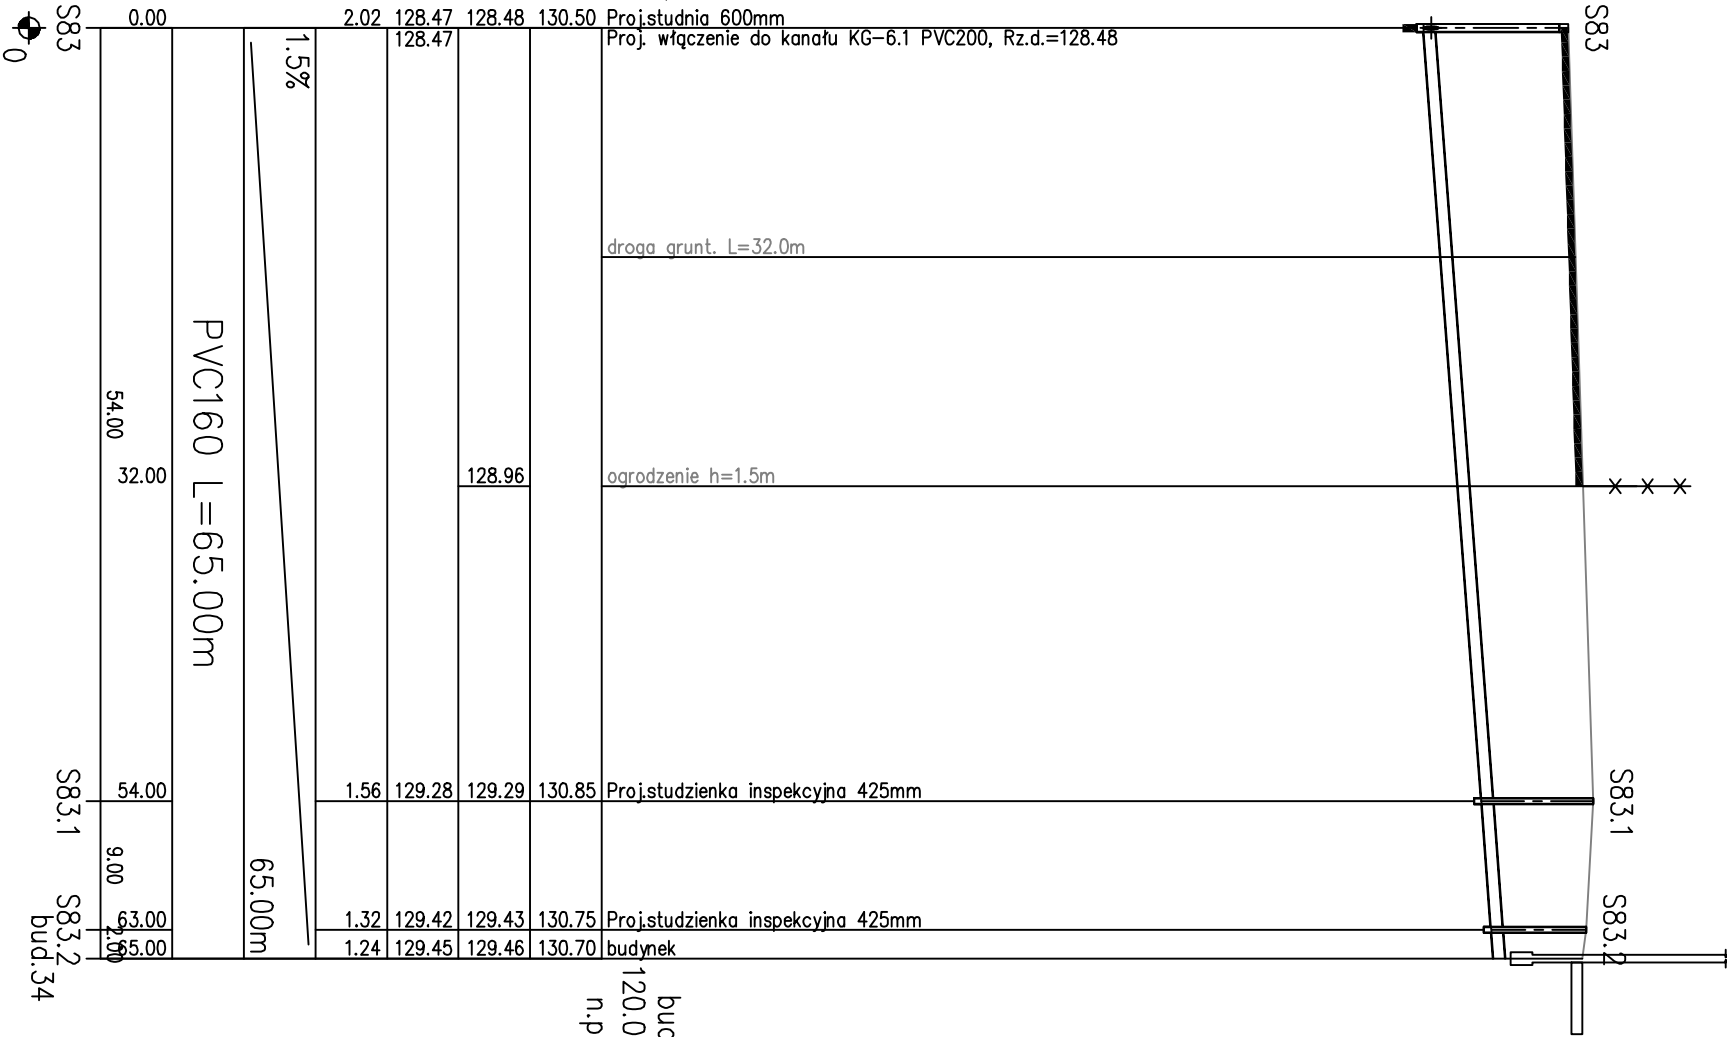 S83
0.00
2.02 128.47 128.48 130.50 Proj.studnia 600mm
128.47 Proj. włączenie do kanału KG-6.1 PVC200, Rz.d.=128.48
S83
0
1.5%
droga grunt. L=32.0m
PVC160 L=65.00m
54.00
32.00
128.96 ogrodzenie h=1.5m
S83.1
54.00
1.56 129.28 129.29 130.85 Proj.studzienka inspekcyjna 425mm
S83.1
9.00
65.00m
S83.2
63.00
1.32 129.42 129.43 130.75 Proj.studzienka inspekcyjna 425mm
S83.2
2.00
65.00
1.24 129.45 129.46 130.70 budynek
bud.34
120.0
n.p